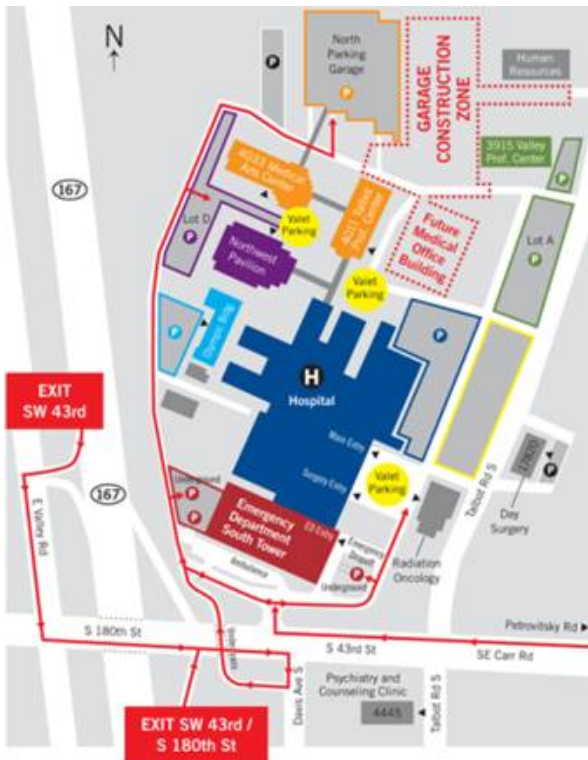 N
P
North
Parking
Garage
P
GARAGE
CONSTRUCTION
ZONE
Human
Resources
3915 Valley
Prof. Center
P
4033 Medical
Arts Center
4011 Valley
Prof. Center
167
Lot D
P
P
Valet
Parking
Future
Medical
Office
Building
Lot A
P
Northwest
Pavilion
Valet
Parking
P
Olympic Bldg
P
EXIT
SW 43rd
H
Hospital
Main Entry
Surgery Entry
Valet
Parking
Talbot Rd S
17800
P
Day
Surgery
E Valley Rd
167
Underground
P
P
Emergency
Department
South Tower
ED Entry
Emergency
Dropoff
P
Underground
Radiation
Oncology
Ambulance
Petrovitsky Rd
S 180th St
Underpass
S 43rd St
SE Carr Rd
Davis Ave S
Psychiatry and
Counseling Clinic
4445
Talbot Rd S
EXIT SW 43rd /
S 180th St